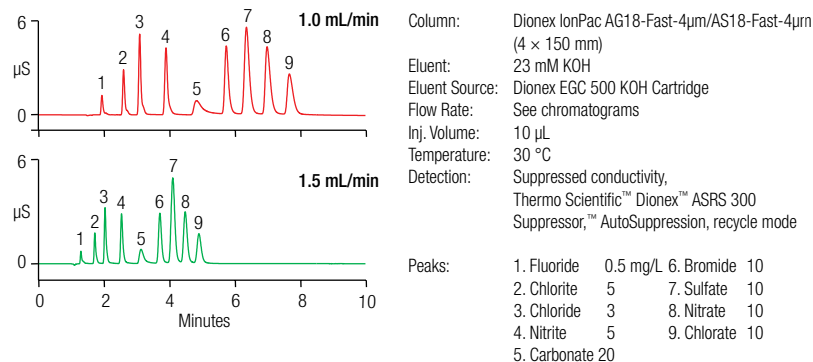 6
µS
0
1
2
3
4
5
6
7
8
9
1.0 mL/min
6
µS
0
1
2
3
4
5
6
7
8
9
1.5 mL/min
0 2 4 6 8 10
Minutes
Column: Dionex IonPac AG18-Fast-4µm/AS18-Fast-4µm
(4 × 150 mm)
Eluent: 23 mM KOH
Eluent Source: Dionex EGC 500 KOH Cartridge
Flow Rate: See chromatograms
Inj. Volume: 10 µL
Temperature: 30 °C
Detection: Suppressed conductivity,
Thermo Scientific™ Dionex™ ASRS 300
Suppressor,™ AutoSuppression, recycle mode
Peaks: 1. Fluoride 0.5 mg/L 6. Bromide 10
2. Chlorite 5 7. Sulfate 10
3. Chloride 3 8. Nitrate 10
4. Nitrite 5 9. Chlorate 10
5. Carbonate 20